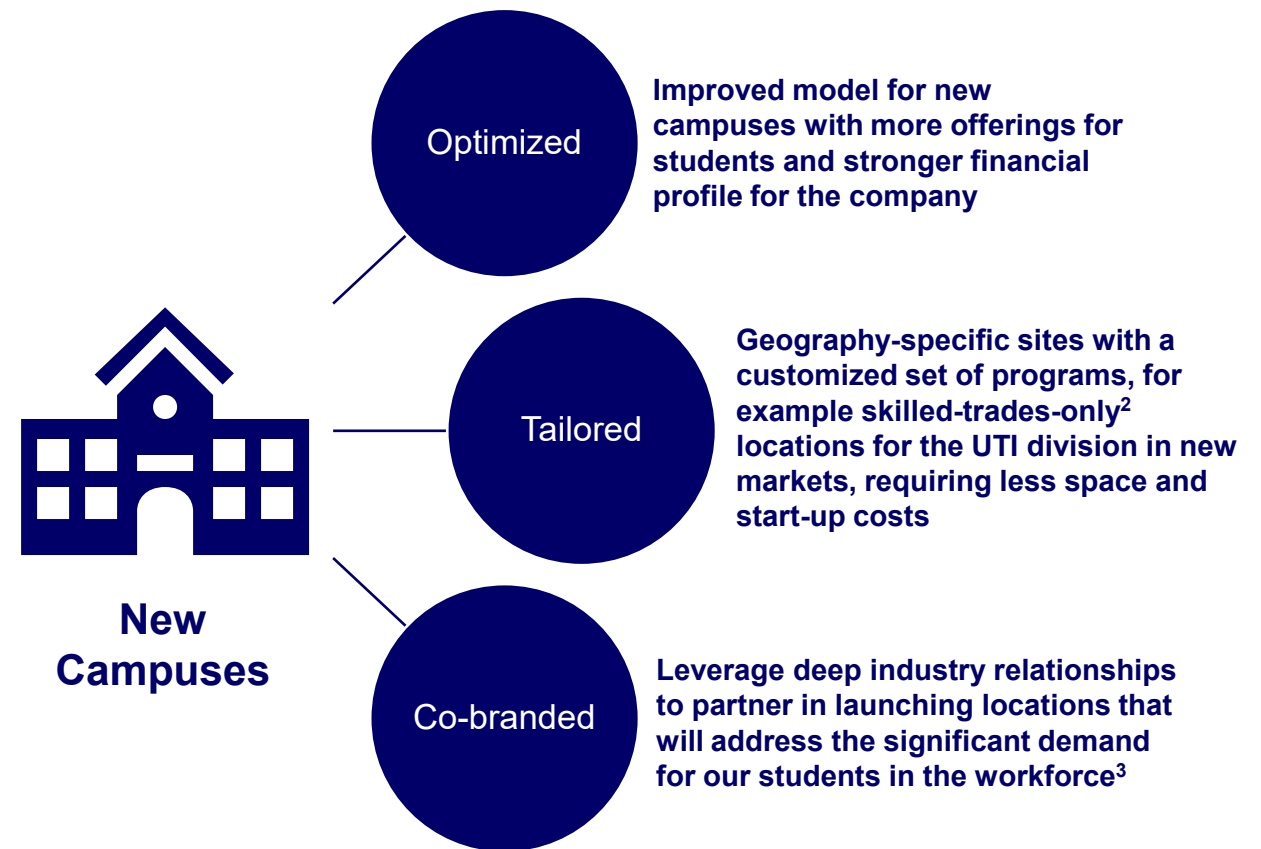 Optimized
Improved model for new
campuses with more offerings for
students and stronger financial
profile for the company
Tailored
Geography-specific sites with a
customized set of programs, for
example skilled-trades-only²
locations for the UTI division in new
markets, requiring less space and
start-up costs
New
Campuses
Co-branded
Leverage deep industry relationships
to partner in launching locations that
will address the significant demand
for our students in the workforce³